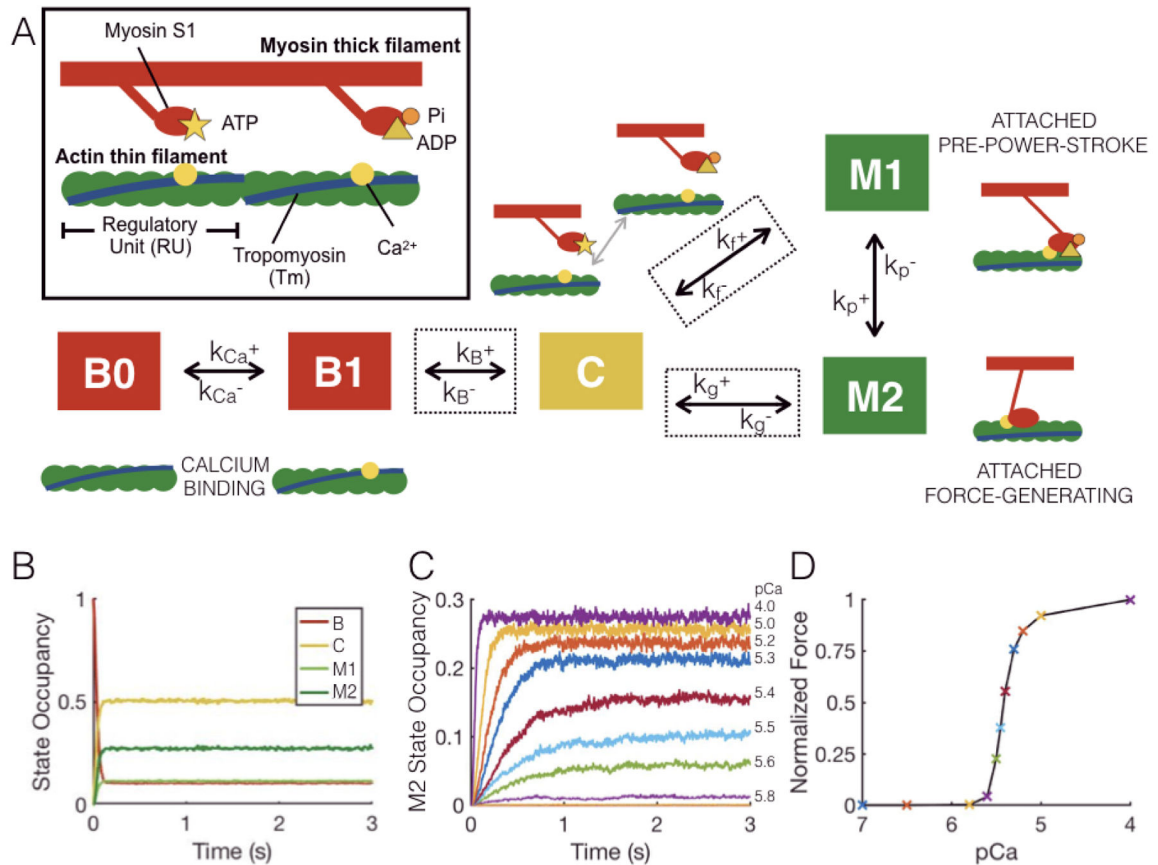 A
Myosin S1
Myosin thick filament
ATP
Pi
ADP
Actin thin filament
Regulatory
Unit (RU)
Tropomyosin
(Tm)
Ca²⁺
ATTACHED
PRE-POWER-STROKE
M1
kf+
kf-
kp-
kp+
B0
kCa+
kCa-
B1
kB+
kB-
C
kg+
kg-
M2
CALCIUM
BINDING
ATTACHED
FORCE-GENERATING
B
State Occupancy
1
0.5
0
B
C
M1
M2
0 1 2 3
Time (s)
C
M2 State Occupancy
0.3
0.2
0.1
0
pCa
4.0
5.0
5.2
5.3
5.4
5.5
5.6
5.8
0 1 2 3
Time (s)
D
Normalized Force
1
0.75
0.5
0.25
0
7 6 5 4
pCa